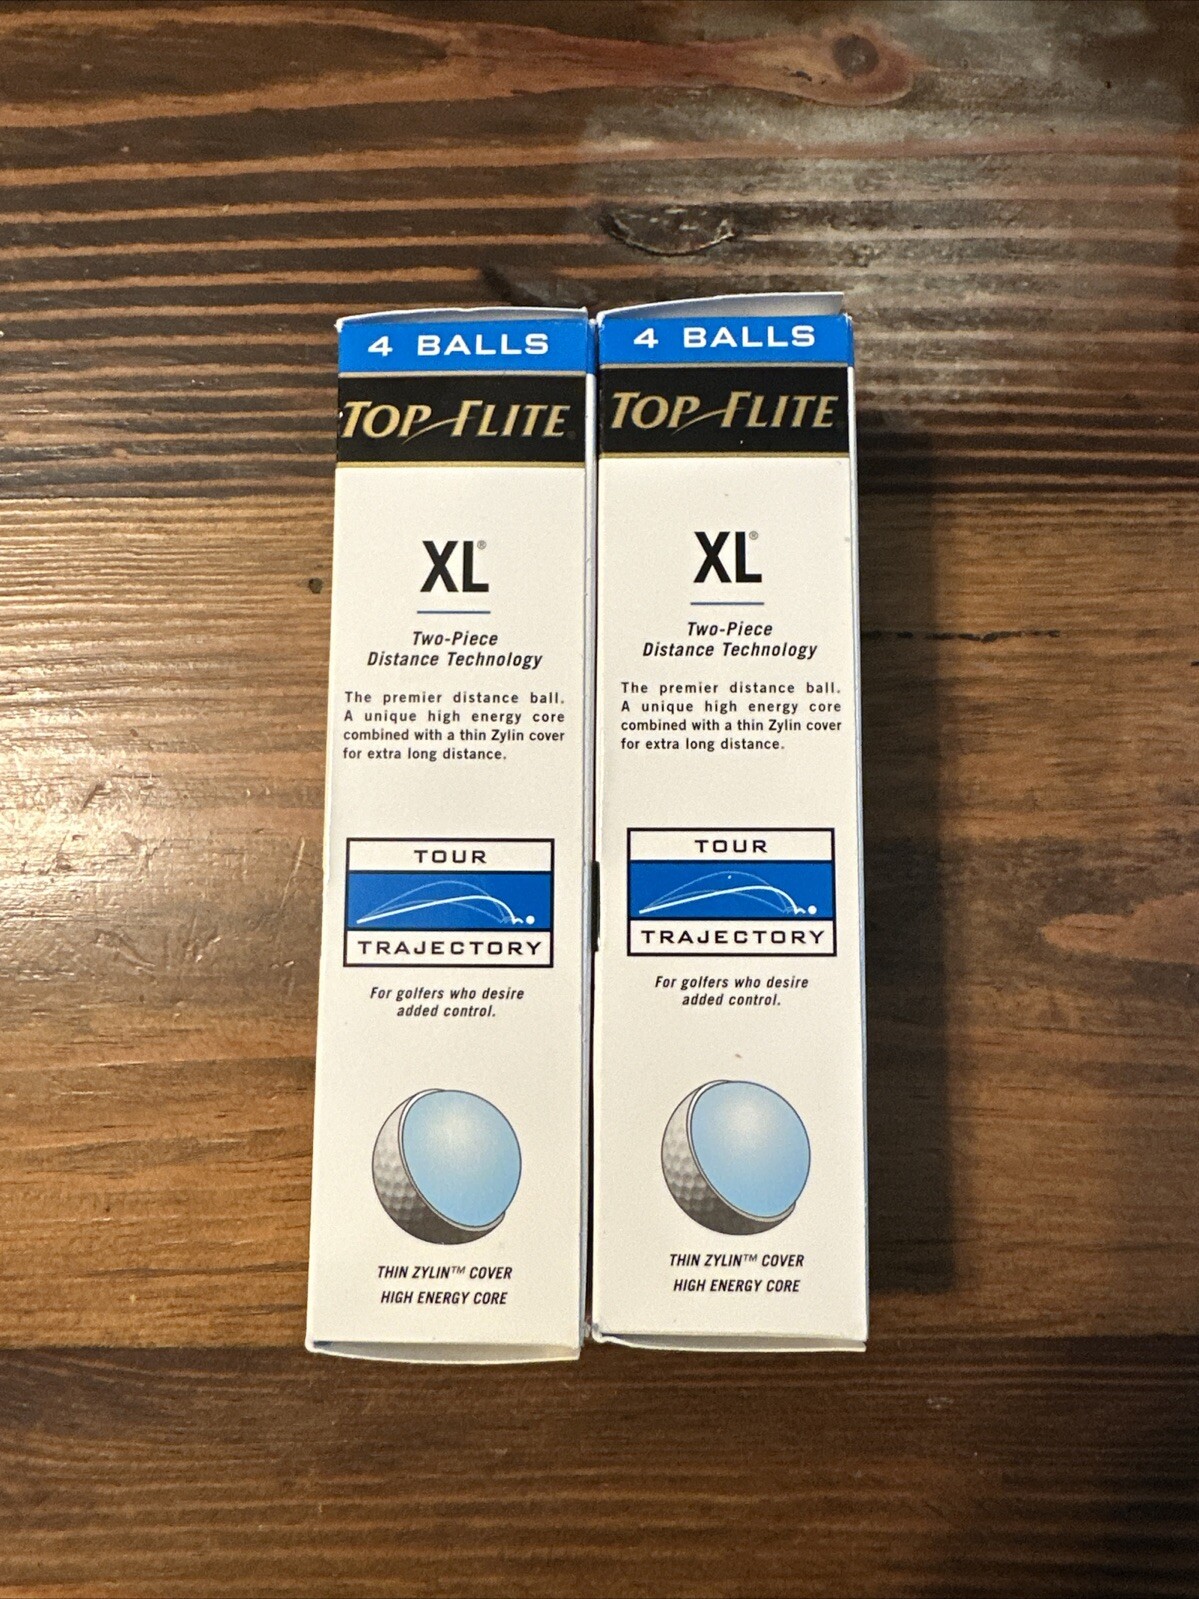 4 BALLS
TOP-FLITE
XL®
Two-Piece
Distance Technology
The premier distance ball.
A unique high energy core
combined with a thin Zylin cover
for extra long distance.
TOUR
TRAJECTORY
For golfers who desire
added control.
THIN ZYLIN™ COVER
HIGH ENERGY CORE
4 BALLS
TOP-FLITE
XL®
Two-Piece
Distance Technology
The premier distance ball.
A unique high energy core
combined with a thin Zylin cover
for extra long distance.
TOUR
TRAJECTORY
For golfers who desire
added control.
THIN ZYLIN™ COVER
HIGH ENERGY CORE